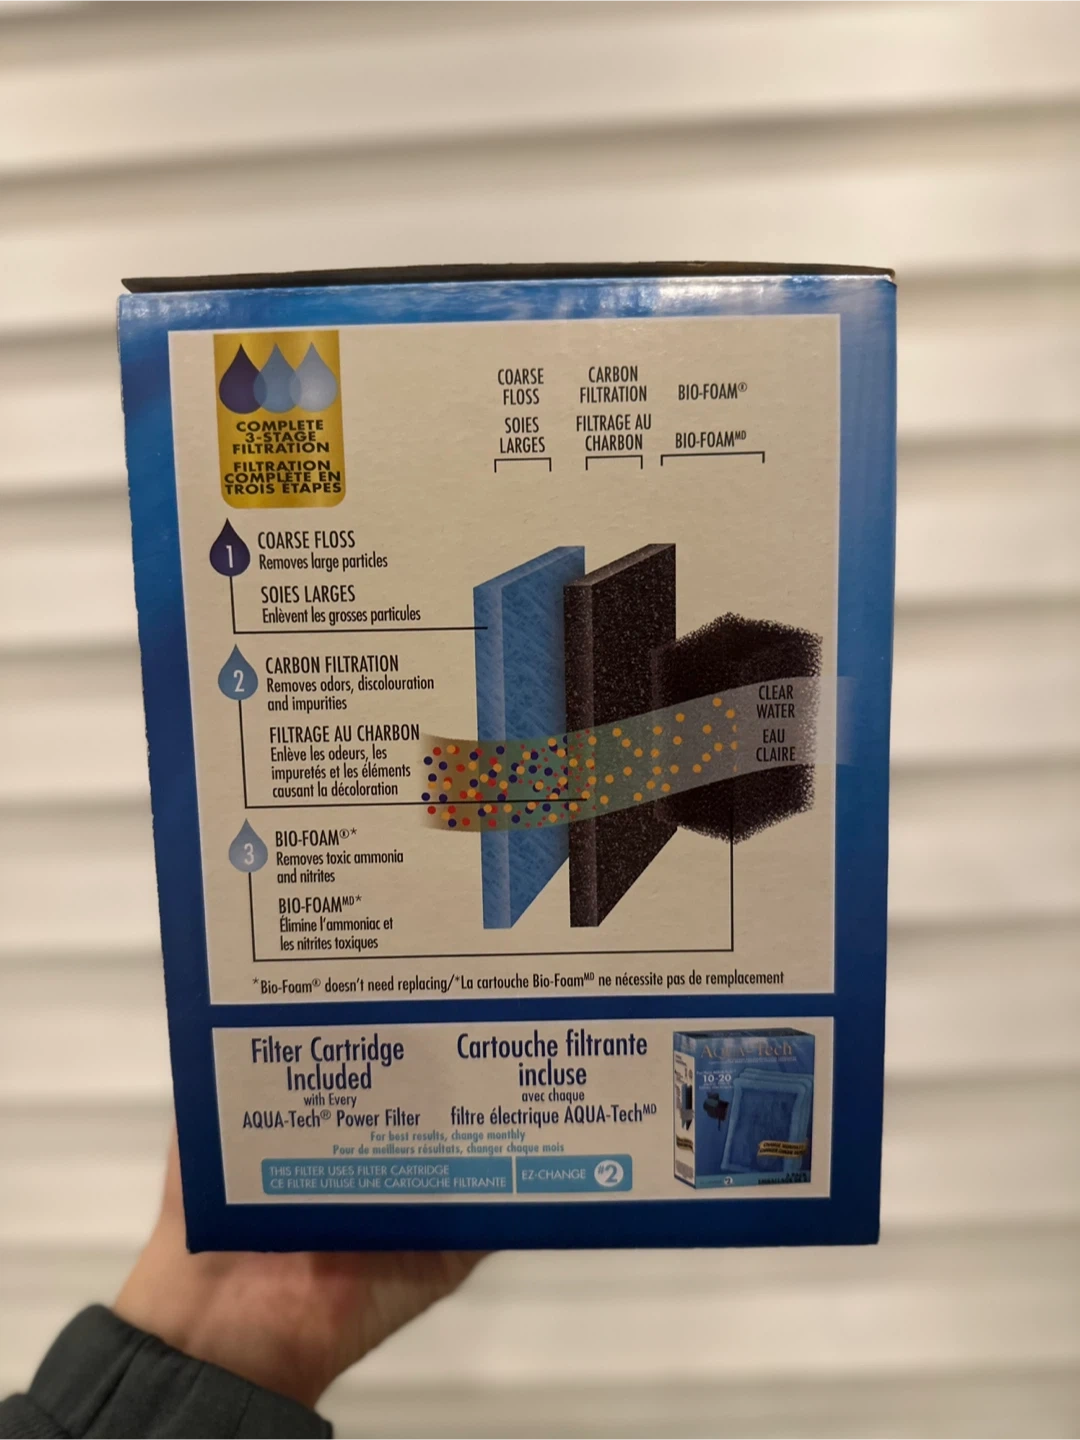 COMPLETE
3-STAGE
FILTRATION
FILTRATION
COMPLÈTE EN
TROIS ÉTAPES
COARSE
FLOSS
SOIES
LARGES
CARBON
FILTRATION
FILTRAGE AU
CHARBON
BIO-FOAM®
BIO-FOAMMD
1
COARSE FLOSS
Removes large particles
SOIES LARGES
Enlèvent les grosses particules
2
CARBON FILTRATION
Removes odors, discolouration
and impurities
FILTRAGE AU CHARBON
Enlève les odeurs, les
impuretés et les éléments
causant la décoloration
3
BIO-FOAM®*
Removes toxic ammonia
and nitrites
BIO-FOAMMD*
Élimine l'ammoniac et
les nitrites toxiques
CLEAR
WATER
EAU
CLAIRE
*Bio-Foam® doesn't need replacing/*La cartouche Bio-FoamMD ne nécessite pas de remplacement
Filter Cartridge
Included
with Every
AQUA-Tech® Power Filter
Cartouche filtrante
incluse
avec chaque
filtre électrique AQUA-TechMD
For best results, change monthly
Pour de meilleurs résultats, changer chaque mois
THIS FILTER USES FILTER CARTRIDGE
CE FILTRE UTILISE UNE CARTOUCHE FILTRANTE
EZ-CHANGE #2
AQUA-Tech
10-20